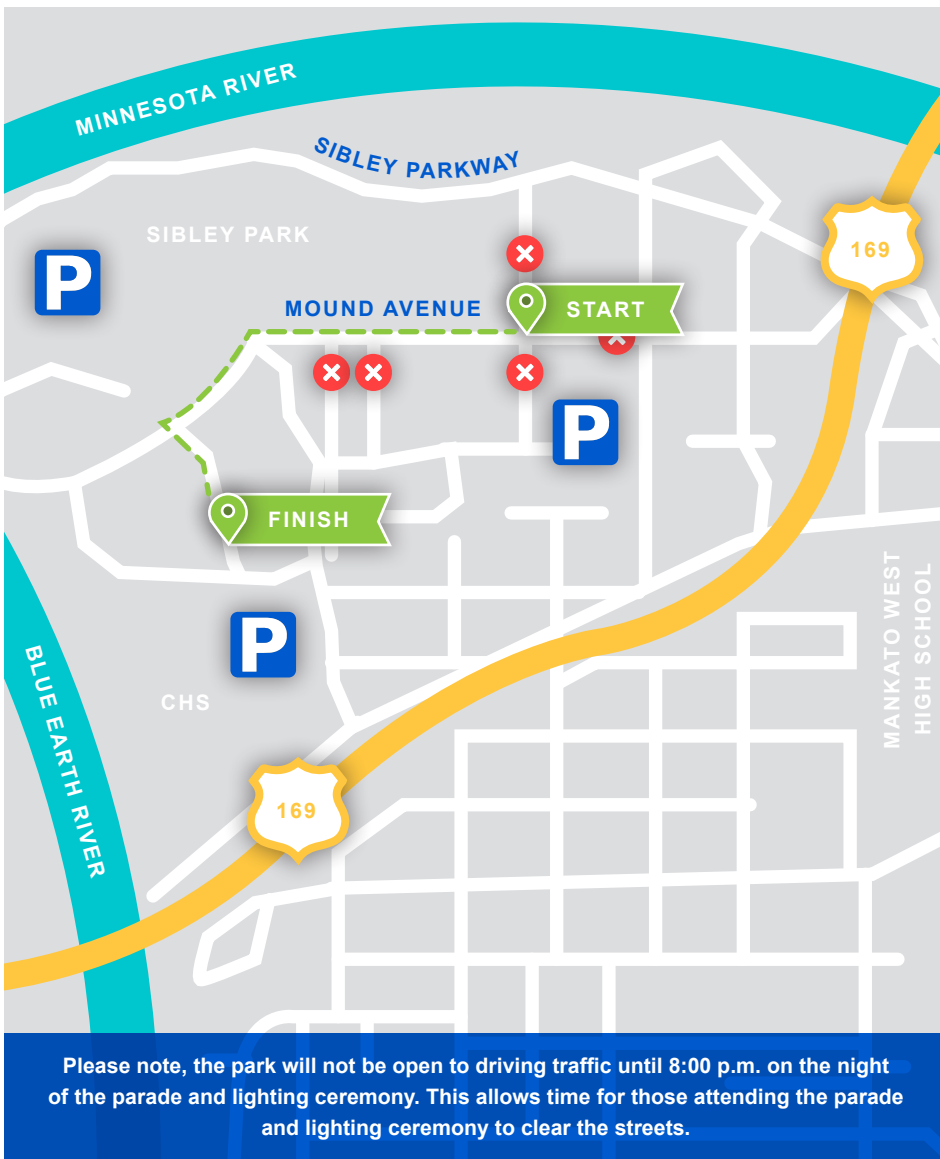 MINNESOTA RIVER
SIBLEY PARKWAY
SIBLEY PARK
169
P
MOUND AVENUE
START
P
FINISH
MANKATO WEST
HIGH SCHOOL
P
BLUE EARTH RIVER
CHS
169
Please note, the park will not be open to driving traffic until 8:00 p.m. on the night
of the parade and lighting ceremony. This allows time for those attending the parade
and lighting ceremony to clear the streets.